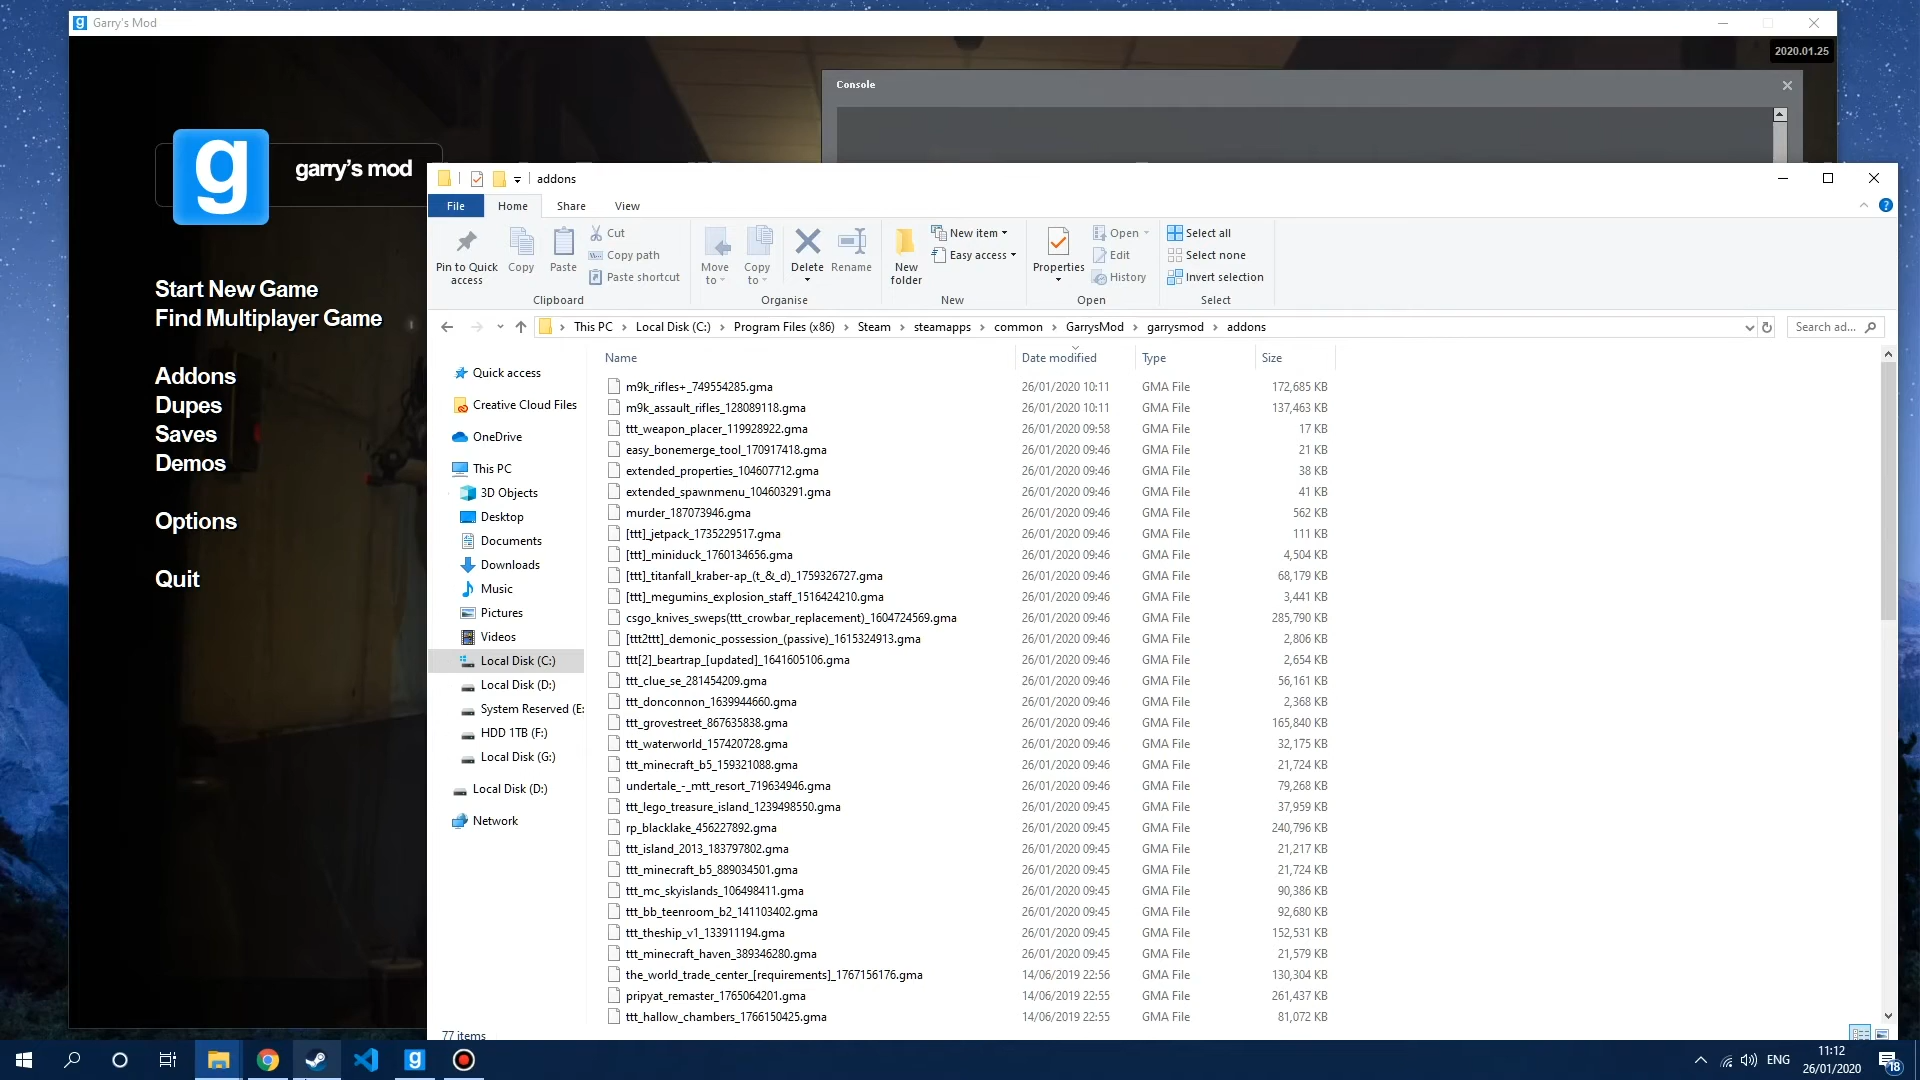 Garry's Mod
2020.01.25
Console
g
garry's mod
Start New Game
Find Multiplayer Game
Addons
Dupes
Saves
Demos
Options
Quit
addons
File Home Share View
Pin to Quick access
Copy
Paste
Cut
Copy path
Paste shortcut
Clipboard
Move to
Copy to
Delete
Rename
Organise
New folder
New item
Easy access
New
Properties
Open
Edit
History
Open
Select all
Select none
Invert selection
Select
This PC > Local Disk (C:) > Program Files (x86) > Steam > steamapps > common > GarrysMod > garrysmod > addons
Search ad...
Quick access
Creative Cloud Files
OneDrive
This PC
3D Objects
Desktop
Documents
Downloads
Music
Pictures
Videos
Local Disk (C:)
Local Disk (D:)
System Reserved (E:
HDD 1TB (F:)
Local Disk (G:)
Local Disk (D:)
Network
Name Date modified Type Size
m9k_rifles+_749554285.gma 26/01/2020 10:11 GMA File 172,685 KB
m9k_assault_rifles_128089118.gma 26/01/2020 10:11 GMA File 137,463 KB
ttt_weapon_placer_119928922.gma 26/01/2020 09:58 GMA File 17 KB
easy_bonemerge_tool_170917418.gma 26/01/2020 09:46 GMA File 21 KB
extended_properties_104607712.gma 26/01/2020 09:46 GMA File 38 KB
extended_spawnmenu_104603291.gma 26/01/2020 09:46 GMA File 41 KB
murder_187073946.gma 26/01/2020 09:46 GMA File 562 KB
[ttt]_jetpack_1735229517.gma 26/01/2020 09:46 GMA File 111 KB
[ttt]_miniduck_1760134656.gma 26/01/2020 09:46 GMA File 4,504 KB
[ttt]_titanfall_kraber-ap_(t_&_d)_1759326727.gma 26/01/2020 09:46 GMA File 68,179 KB
[ttt]_megumins_explosion_staff_1516424210.gma 26/01/2020 09:46 GMA File 3,441 KB
csgo_knives_sweps(ttt_crowbar_replacement)_1604724569.gma 26/01/2020 09:46 GMA File 285,790 KB
[ttt2ttt]_demonic_possession_(passive)_1615324913.gma 26/01/2020 09:46 GMA File 2,806 KB
ttt[2]_beartrap_[updated]_1641605106.gma 26/01/2020 09:46 GMA File 2,654 KB
ttt_clue_se_281454209.gma 26/01/2020 09:46 GMA File 56,161 KB
ttt_donconnon_1639944660.gma 26/01/2020 09:46 GMA File 2,368 KB
ttt_grovestreet_867635838.gma 26/01/2020 09:46 GMA File 165,840 KB
ttt_waterworld_157420728.gma 26/01/2020 09:46 GMA File 32,175 KB
ttt_minecraft_b5_159321088.gma 26/01/2020 09:46 GMA File 21,724 KB
undertale_-_mtt_resort_719634946.gma 26/01/2020 09:46 GMA File 79,268 KB
ttt_lego_treasure_island_1239498550.gma 26/01/2020 09:45 GMA File 37,959 KB
rp_blacklake_456227892.gma 26/01/2020 09:45 GMA File 240,796 KB
ttt_island_2013_183797802.gma 26/01/2020 09:45 GMA File 21,217 KB
ttt_minecraft_b5_889034501.gma 26/01/2020 09:45 GMA File 21,724 KB
ttt_mc_skyislands_106498411.gma 26/01/2020 09:45 GMA File 90,386 KB
ttt_bb_teenroom_b2_141103402.gma 26/01/2020 09:45 GMA File 92,680 KB
ttt_theship_v1_133911194.gma 26/01/2020 09:45 GMA File 152,531 KB
ttt_minecraft_haven_389346280.gma 26/01/2020 09:45 GMA File 21,579 KB
the_world_trade_center_[requirements]_1767156176.gma 14/06/2019 22:56 GMA File 130,304 KB
pripyat_remaster_1765064201.gma 14/06/2019 22:55 GMA File 261,437 KB
ttt_hallow_chambers_1766150425.gma 14/06/2019 22:55 GMA File 81,072 KB
77 items
g
ENG
11:12
26/01/2020
18